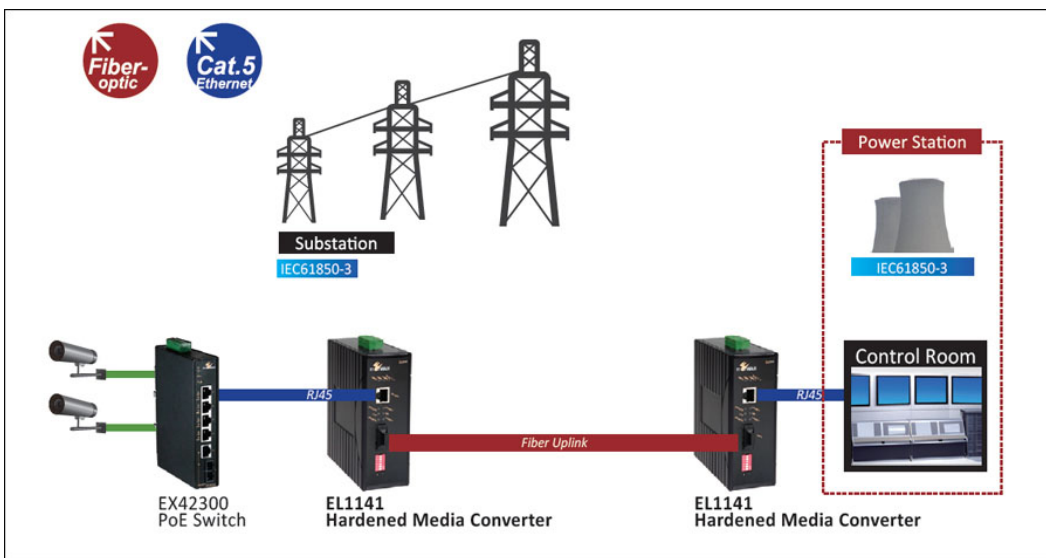 Fiber-
optic
Cat.5
Ethernet
Power Station
Substation
IEC61850-3
IEC61850-3
Control Room
RJ45
RJ45
Fiber Uplink
EX42300
PoE Switch
EL1141
Hardened Media Converter
EL1141
Hardened Media Converter